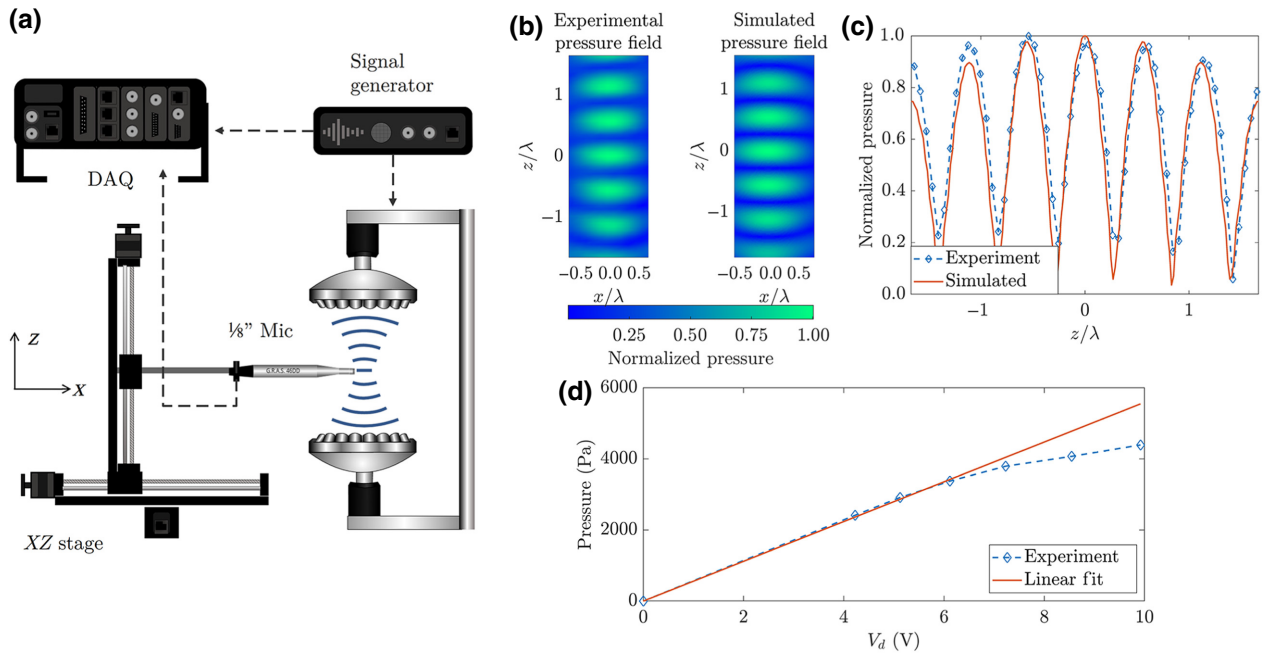 (a)
Signal
generator
DAQ
⅛” Mic
G.R.A.S. 46DD
z
x
XZ stage
(b)
Experimental
pressure field
Simulated
pressure field
1
0
−1
z/λ
−0.5 0.0 0.5
x/λ
1
0
−1
z/λ
−0.5 0.0 0.5
x/λ
0.25 0.50 0.75 1.00
Normalized pressure
(c)
1.0
0.8
0.6
0.4
0.2
0.0
Normalized pressure
Experiment
Simulated
−1 0 1
z/λ
(d)
6000
4000
2000
0
Pressure (Pa)
Experiment
Linear fit
0 2 4 6 8 10
V_d (V)